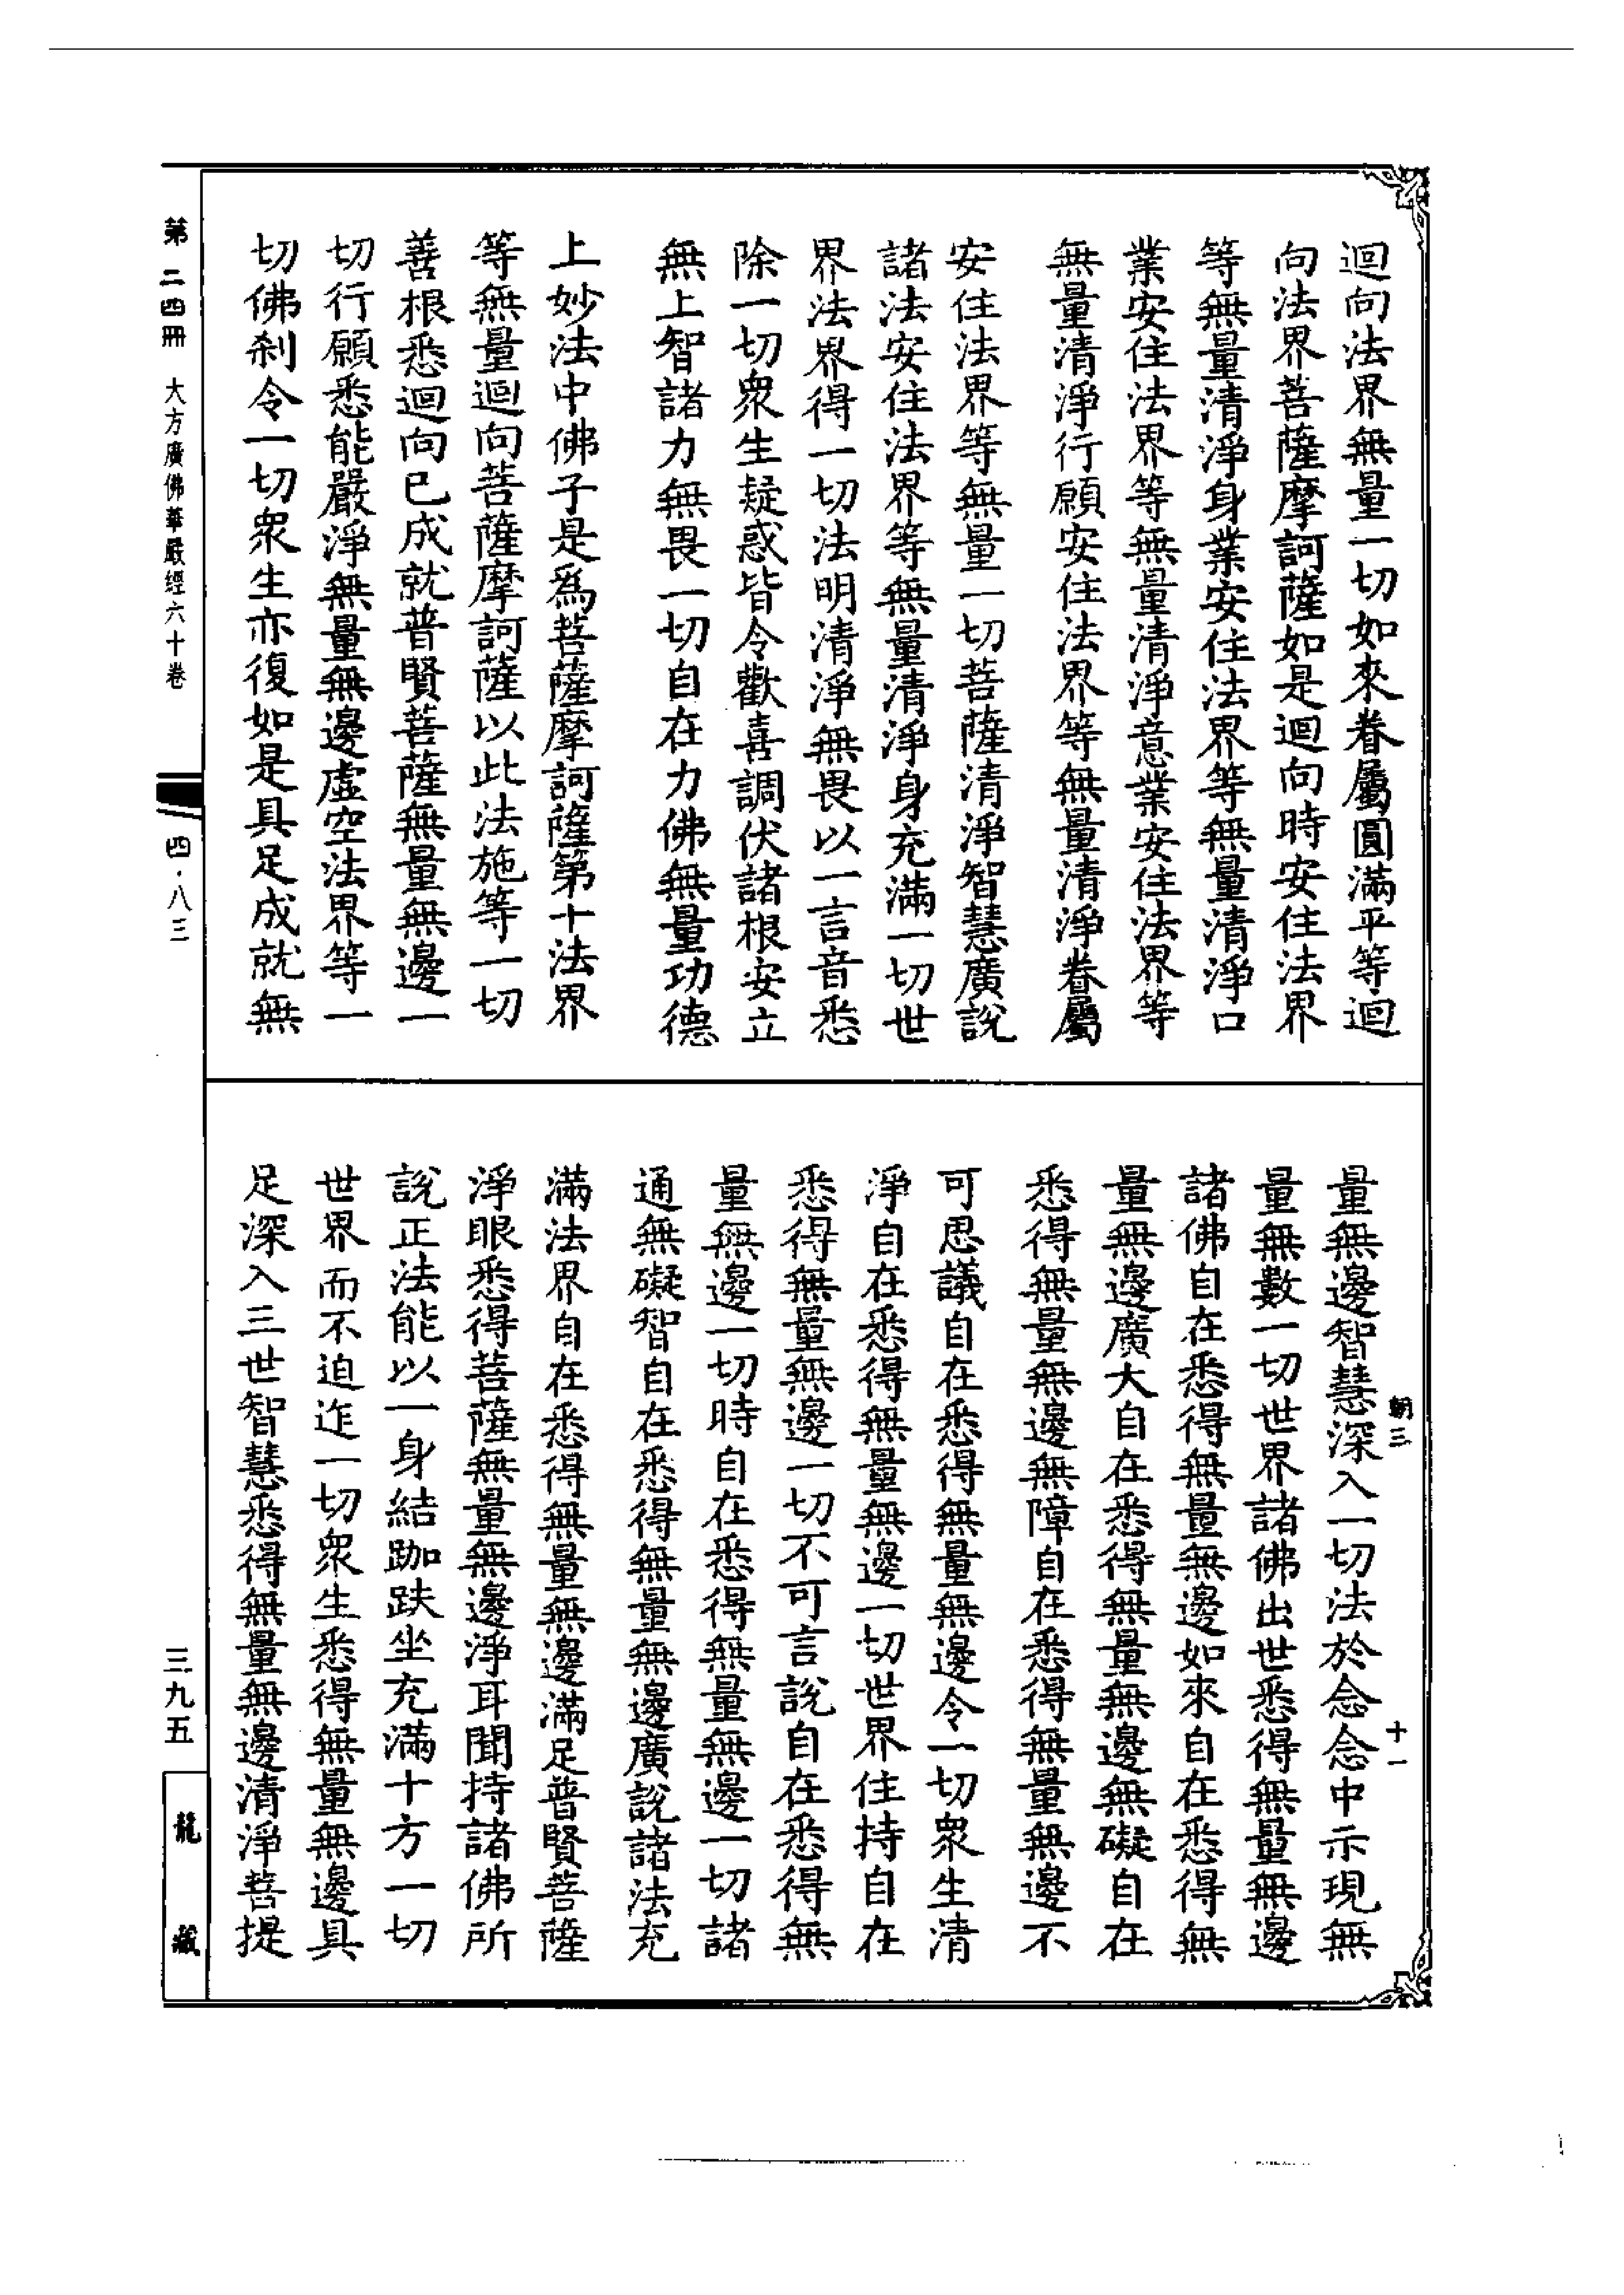 迴向法界無量一切如來眷屬圓滿平等迴
向法界菩薩摩訶薩如是迴向時安住法界
等無量清淨身業安住法界等無量清淨口
業安住法界等無量清淨意業安住法界等
無量清淨行願安住法界等無量清淨眷屬
安住法界等無量一切菩薩清淨智慧廣說
諸法安住法界等無量清淨身充滿一切世
界法界得一切法明清淨無畏以一言音悉
除一切眾生疑惑皆令歡喜調伏諸根安立
無上智諸力無畏一切自在力佛無量功德
上妙法中佛子是為菩薩摩訶薩第十法界
等無量迴向菩薩摩訶薩以此法施等一切
善根悉迴向已成就普賢菩薩無量無邊一
切行願悉能嚴淨無量無邊虛空法界等一
切佛剎令一切眾生亦復如是具足成就無
量無邊智慧深入一切法於念念中示現無
量無數一切世界諸佛出世悉得無量無邊
諸佛自在悉得無量無邊如來自在悉得無
量無邊廣大自在悉得無量無邊無礙自在
悉得無量無邊無障自在悉得無量無邊不
可思議自在悉得無量無邊令一切眾生清
淨自在悉得無量無邊一切世界住持自在
悉得無量無邊一切不可言說自在悉得無
量無邊一切時自在悉得無量無邊一切諸
通無礙智自在悉得無量無邊廣說諸法充
滿法界自在悉得無量無邊滿足普賢菩薩
淨眼悉得菩薩無量無邊淨耳聞持諸佛所
說正法能以一身結跏趺坐充滿十方一切
世界而不迫迮一切眾生悉得無量無邊具
足深入三世智慧悉得無量無邊清淨菩提
朝三
十一
第二四冊 大方廣佛華嚴經六十卷
四·八三
三九五
龍藏